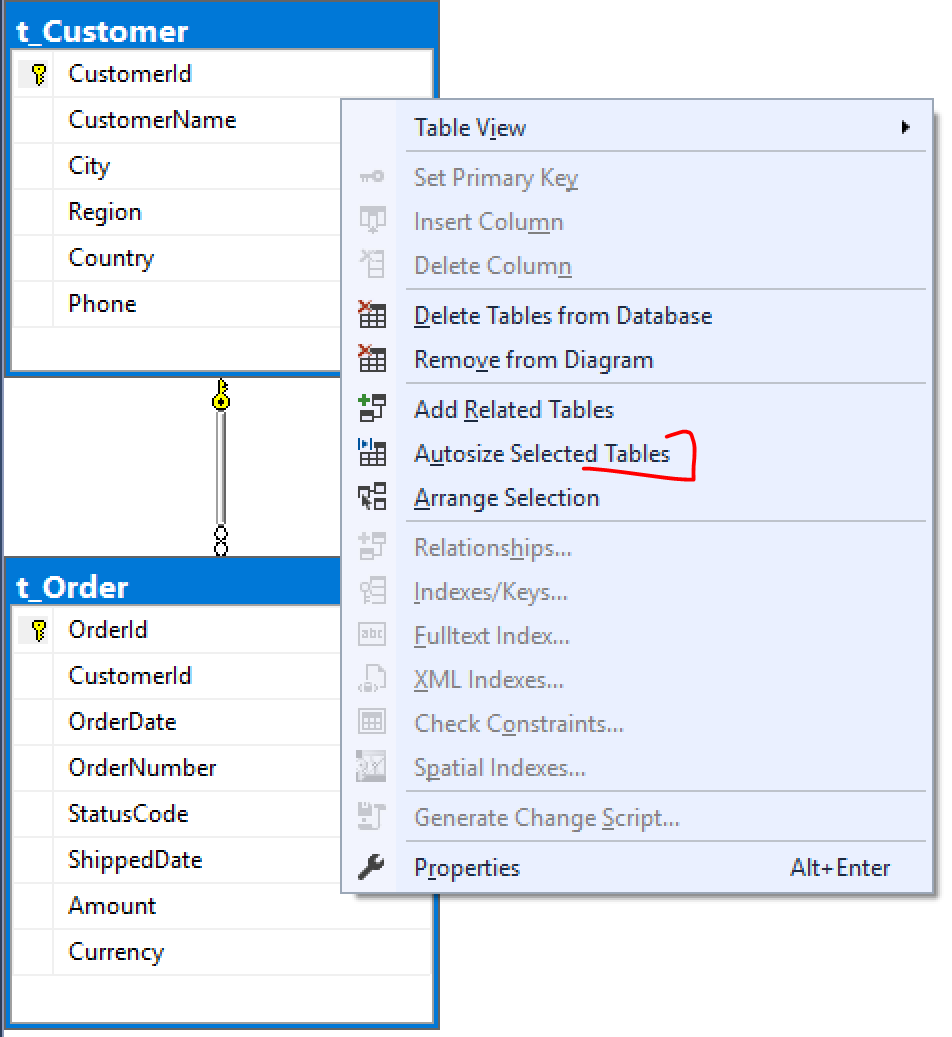 t_Customer
CustomerId
CustomerName
City
Region
Country
Phone
t_Order
OrderId
CustomerId
OrderDate
OrderNumber
StatusCode
ShippedDate
Amount
Currency
Table View
Set Primary Key
Insert Column
Delete Column
Delete Tables from Database
Remove from Diagram
Add Related Tables
Autosize Selected Tables
Arrange Selection
Relationships...
Indexes/Keys...
abc Fulltext Index...
XML Indexes...
Check Constraints...
Spatial Indexes...
Generate Change Script...
Properties Alt+Enter